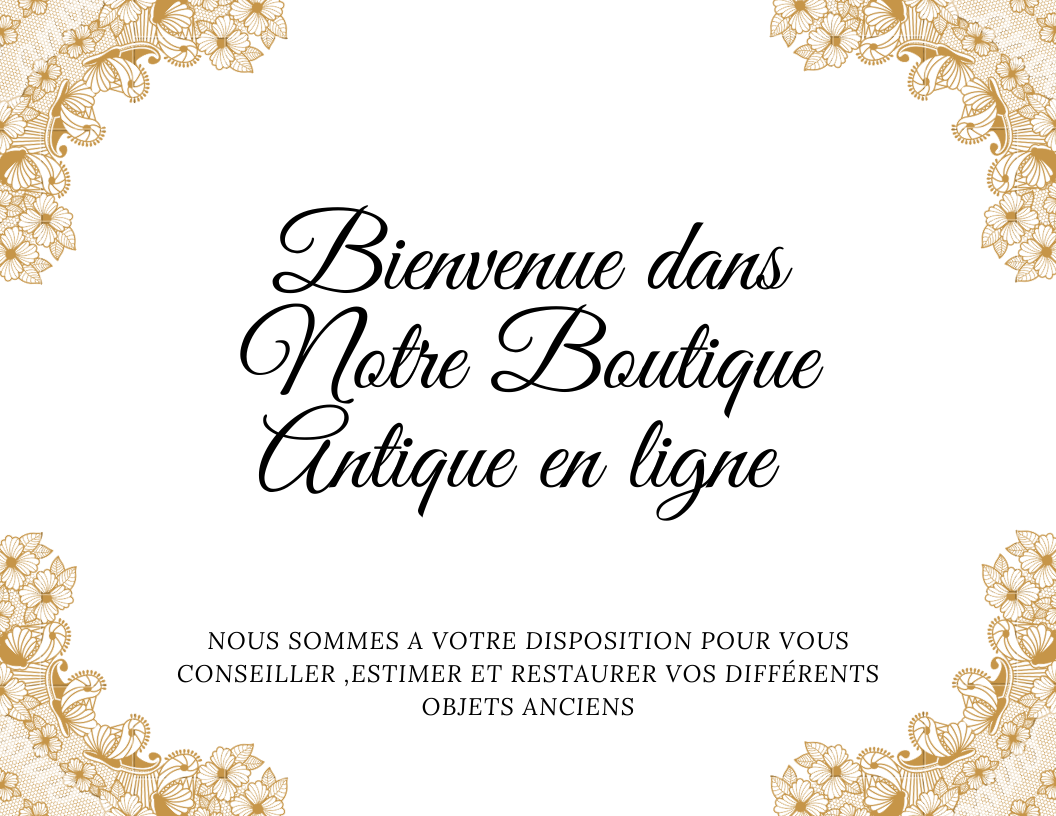 Bienvenue dans
Notre Boutique
Antique en ligne
NOUS SOMMES A VOTRE DISPOSITION POUR VOUS
CONSEILLER ,ESTIMER ET RESTAURER VOS DIFFÉRENTS
OBJETS ANCIENS